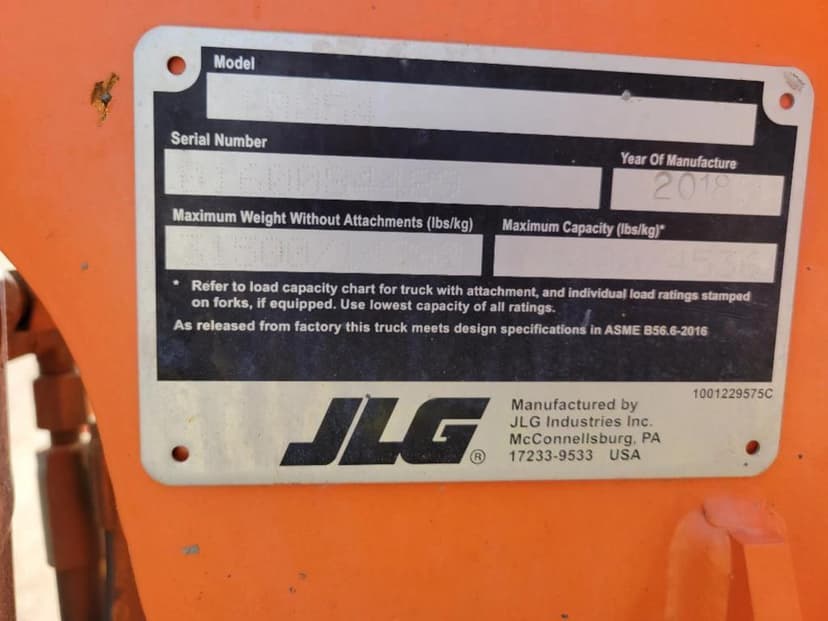 Model
Serial Number
Year Of Manufacture
2018
Maximum Weight Without Attachments (lbs/kg)
Maximum Capacity (lbs/kg)*
4536
* Refer to load capacity chart for truck with attachment, and individual load ratings stamped
on forks, if equipped. Use lowest capacity of all ratings.
As released from factory this truck meets design specifications in ASME B56.6-2016
1001229575C
JLG®
Manufactured by
JLG Industries Inc.
McConnellsburg, PA
17233-9533 USA